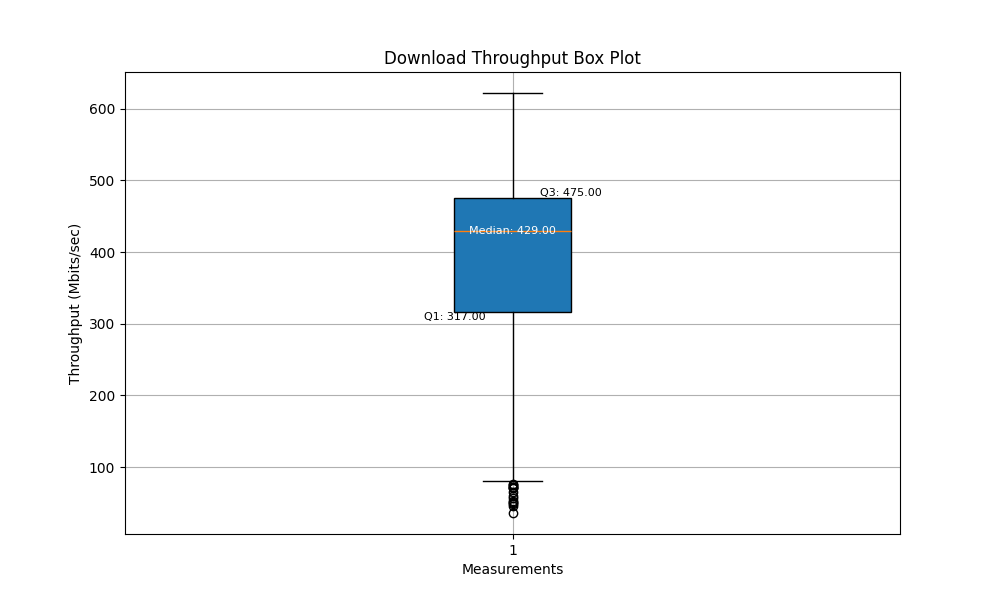 Download Throughput Box Plot
Throughput (Mbits/sec)
600
500
400
300
200
100
Q3: 475.00
Median: 429.00
Q1: 317.00
1
Measurements